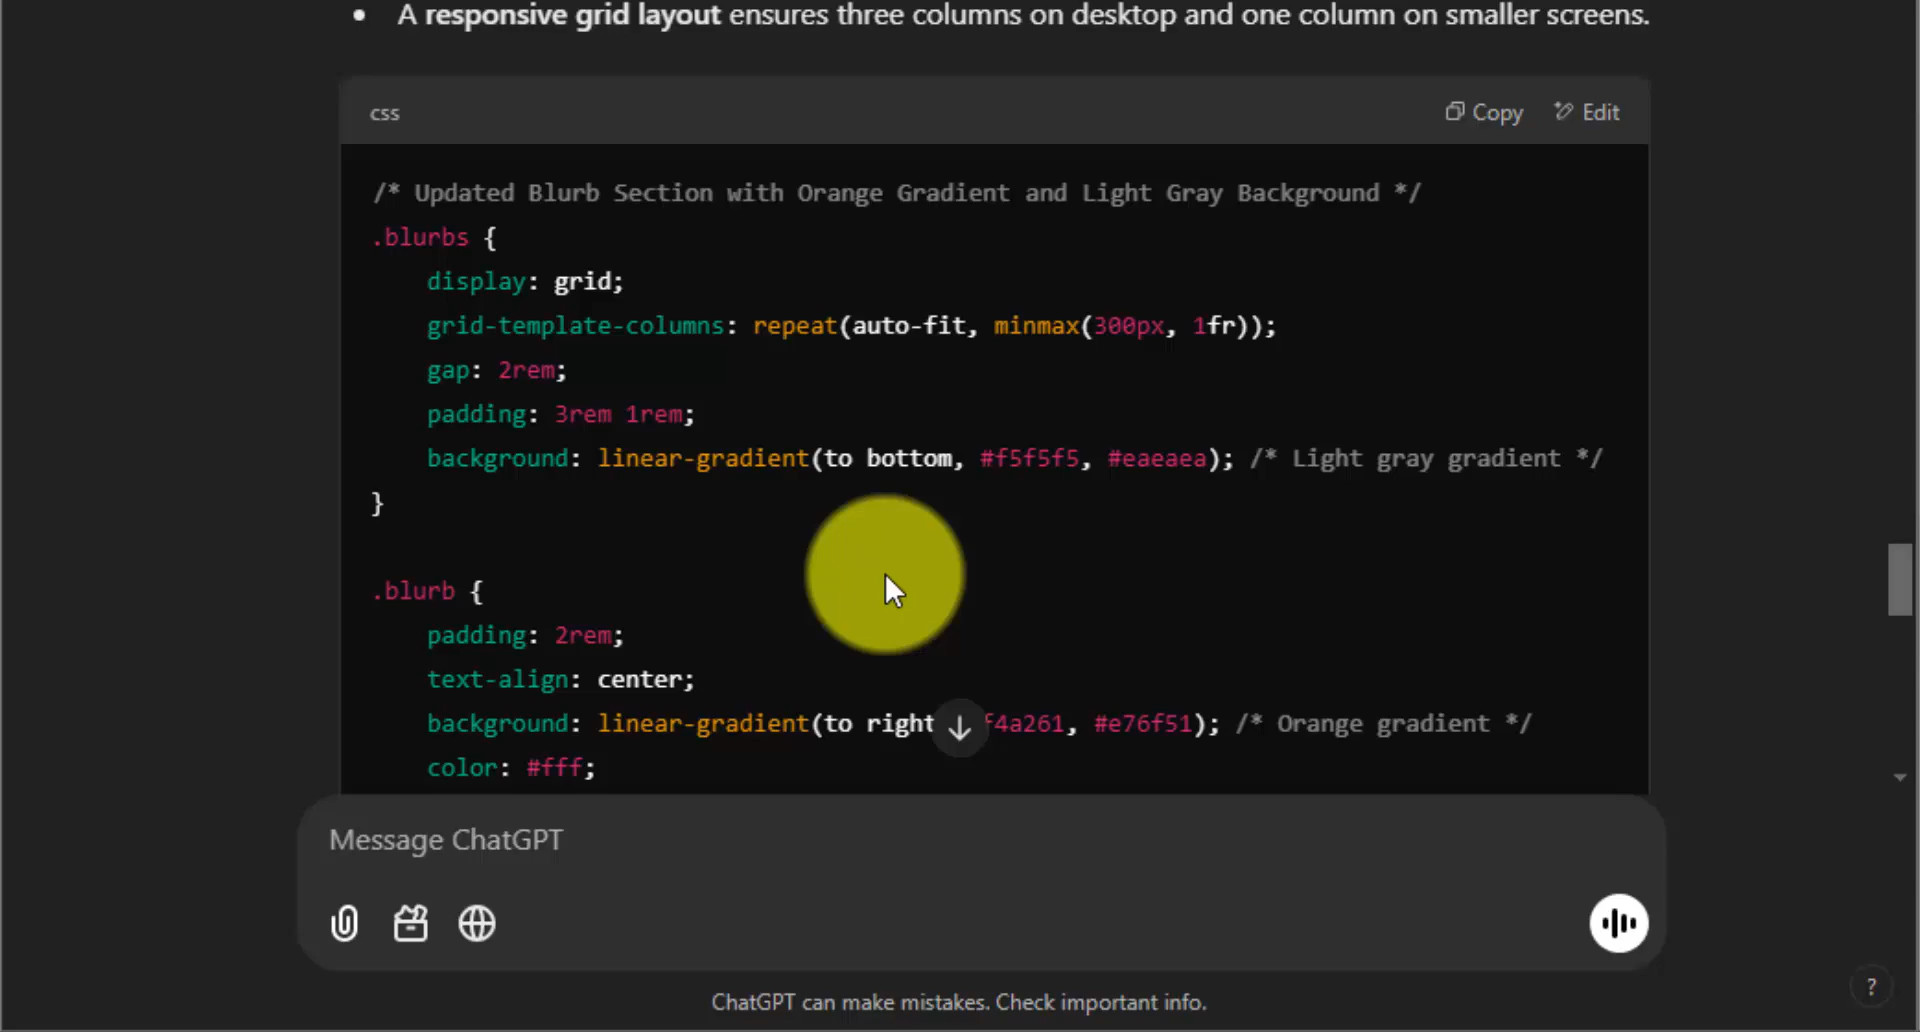 • A responsive grid layout ensures three columns on desktop and one column on smaller screens.
css Copy Edit
/* Updated Blurb Section with Orange Gradient and Light Gray Background */
.blurbs {
    display: grid;
    grid-template-columns: repeat(auto-fit, minmax(300px, 1fr));
    gap: 2rem;
    padding: 3rem 1rem;
    background: linear-gradient(to bottom, #f5f5f5, #eaeaea); /* Light gray gradient */
}
.blurb {
    padding: 2rem;
    text-align: center;
    background: linear-gradient(to right f4a261, #e76f51); /* Orange gradient */
    color: #fff;
Message ChatGPT
ChatGPT can make mistakes. Check important info.
?